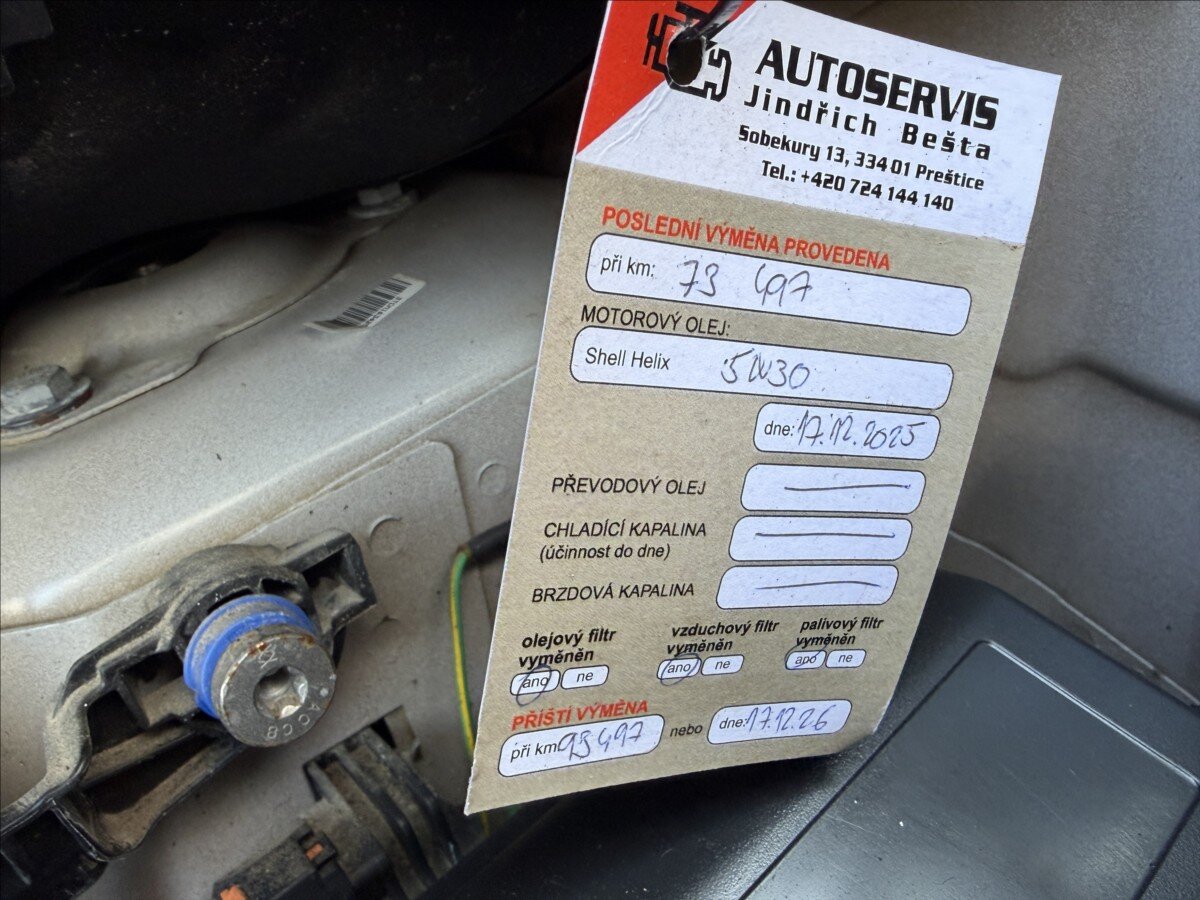 AUTOSERVIS
Jindřich Bešta
Sobekury 13, 334 01 Preštice
Tel.: +420 724 144 140
POSLEDNÍ VÝMĚNA PROVEDENA
při km: 73 497
MOTOROVÝ OLEJ:
Shell Helix 5W30
dne: 17.12.2025
PŘEVODOVÝ OLEJ
CHLADÍCÍ KAPALINA
(účinnost do dne)
BRZDOVÁ KAPALINA
olejový filtr vzduchový filtr palivový filtr
vyměněn vyměněn vyměněn
ano ne ano ne ano ne
PŘÍŠTÍ VÝMĚNA
při km 93497 nebo dne: 17.12.26